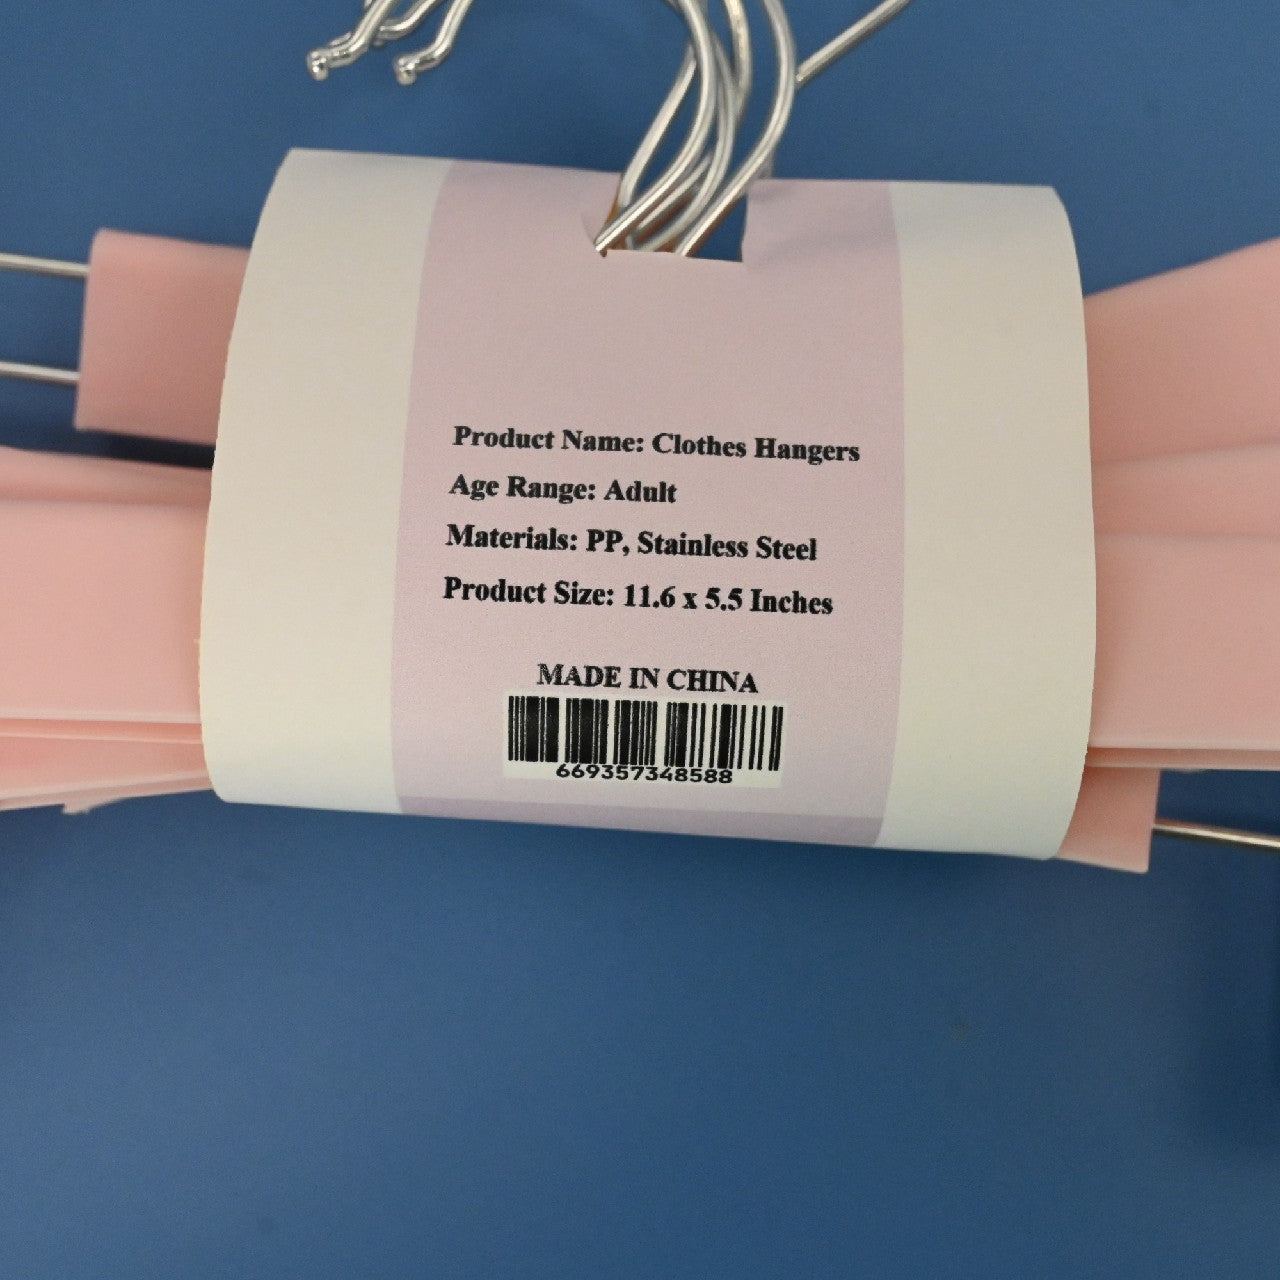 Product Name: Clothes Hangers
Age Range: Adult
Materials: PP, Stainless Steel
Product Size: 11.6 x 5.5 Inches
MADE IN CHINA
669357348588